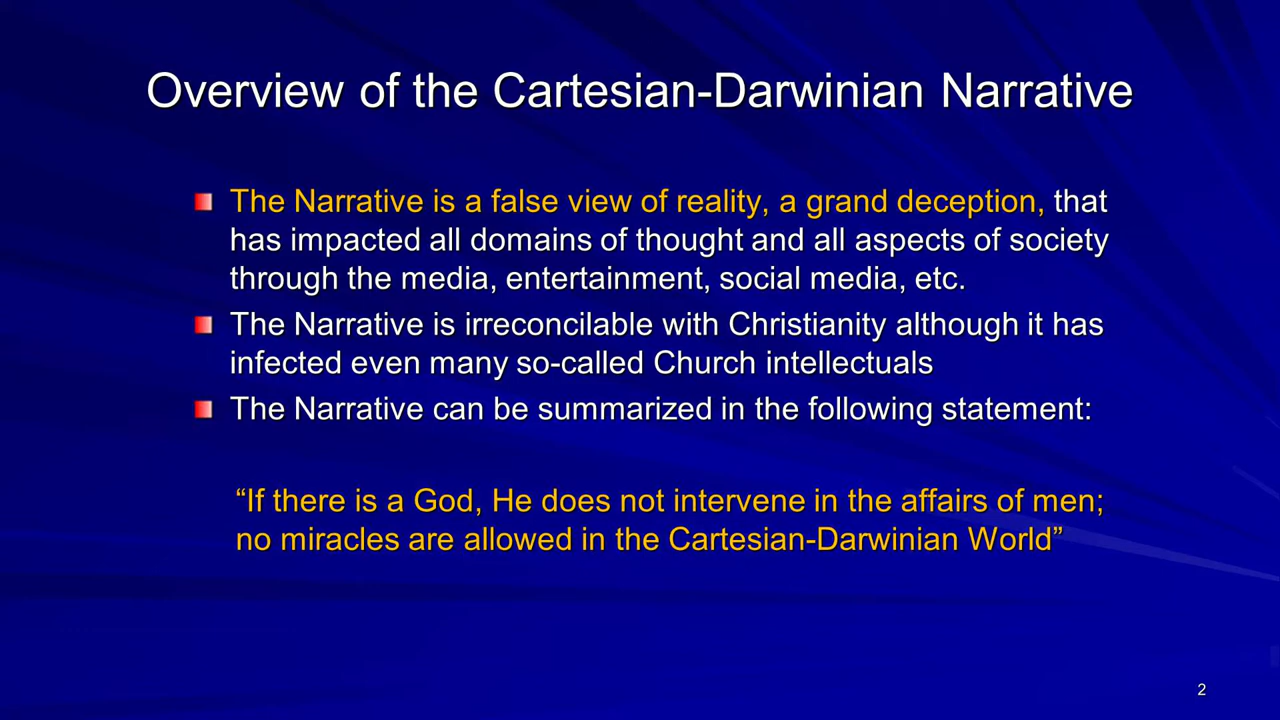 Overview of the Cartesian-Darwinian Narrative
The Narrative is a false view of reality, a grand deception, that
has impacted all domains of thought and all aspects of society
through the media, entertainment, social media, etc.
The Narrative is irreconcilable with Christianity although it has
infected even many so-called Church intellectuals
The Narrative can be summarized in the following statement:
“If there is a God, He does not intervene in the affairs of men;
no miracles are allowed in the Cartesian-Darwinian World”
2